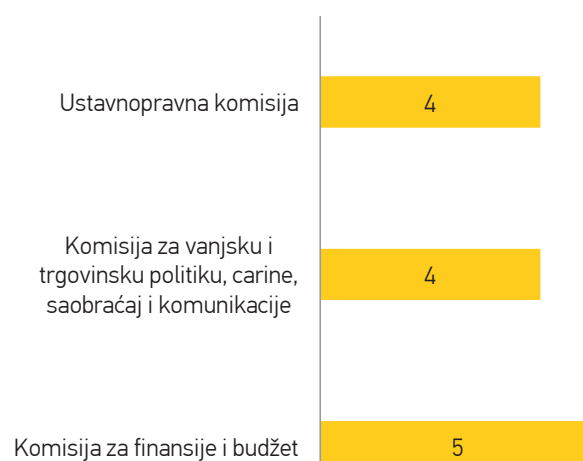 Ustavnopravna komisija
4
Komisija za vanjsku i
trgovinsku politiku, carine,
saobraćaj i komunikacije
4
Komisija za finansije i budžet
5